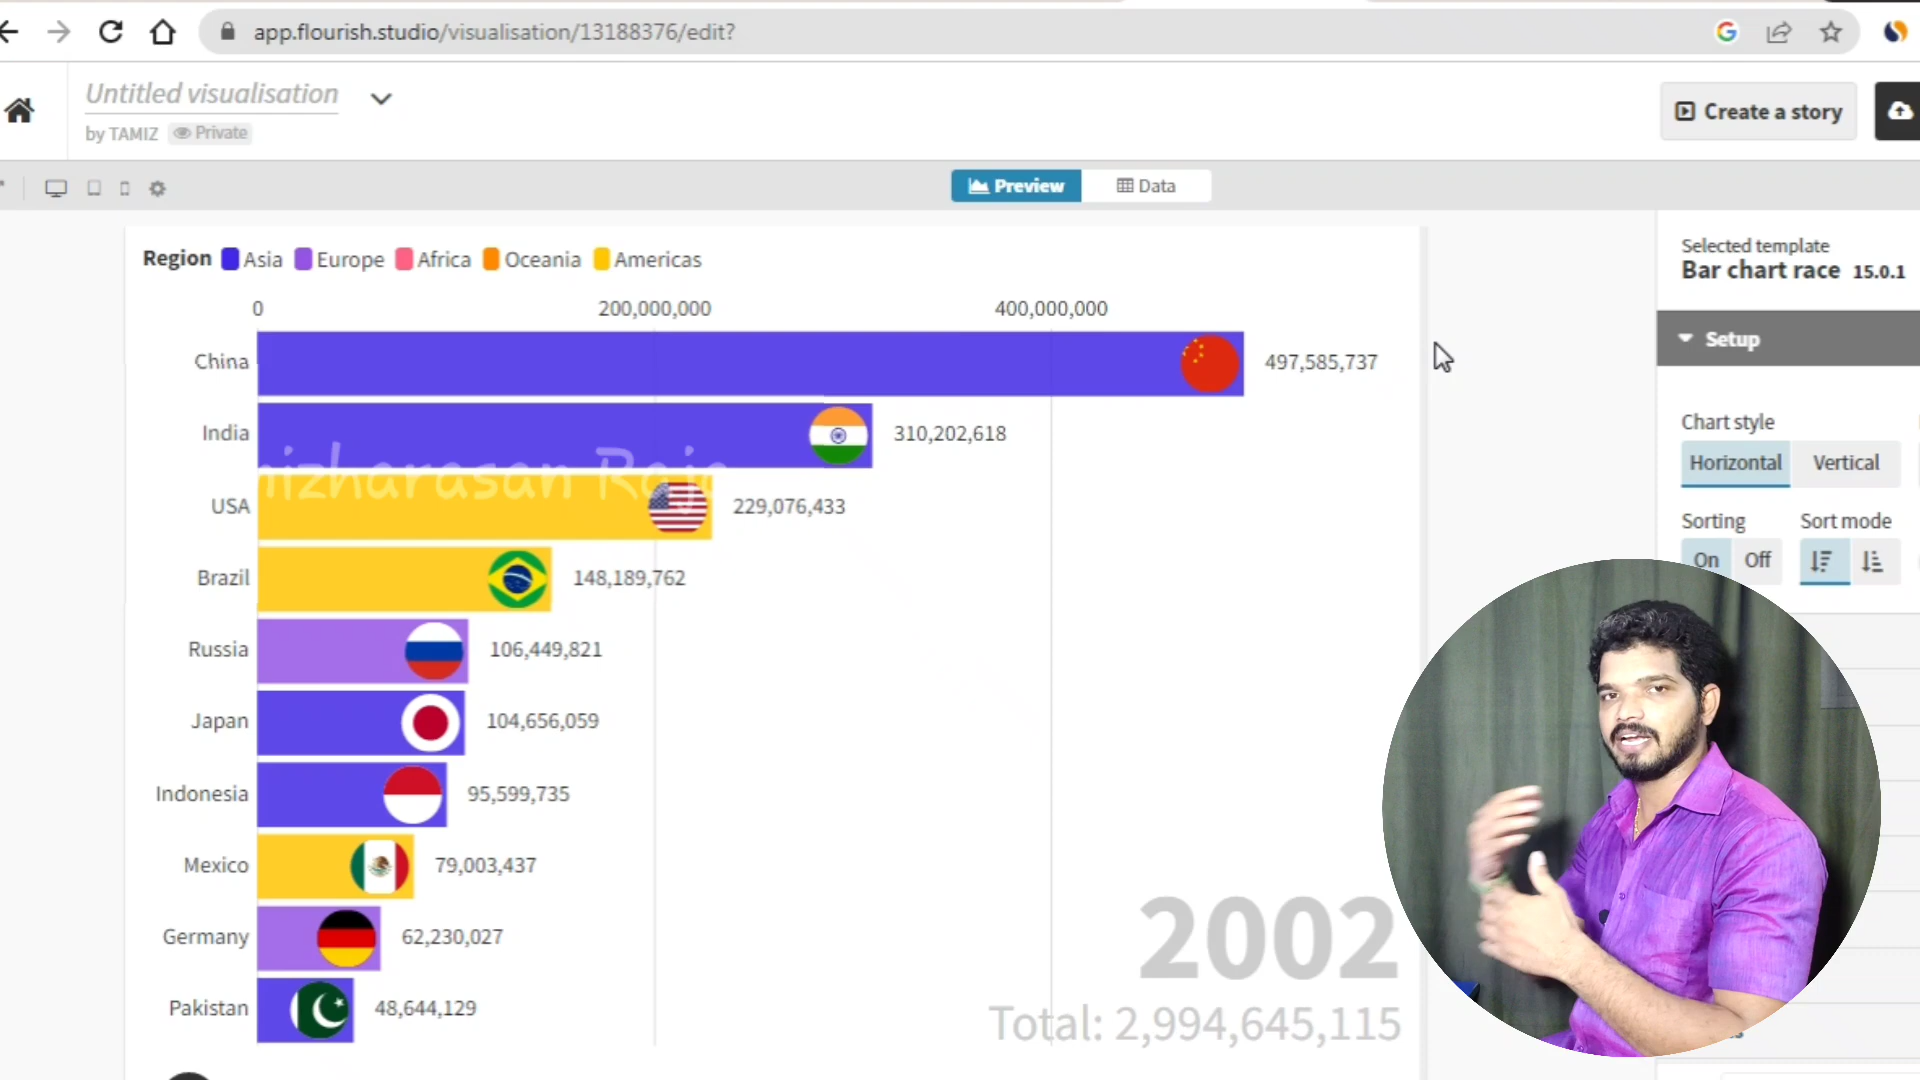 app.flourish.studio/visualisation/13188376/edit?
Untitled visualisation
by TAMIZ Private
Create a story
Preview Data
Region Asia Europe Africa Oceania Americas
0 200,000,000 400,000,000
China 497,585,737
India 310,202,618
USA 229,076,433
Brazil 148,189,762
Russia 106,449,821
Japan 104,656,059
Indonesia 95,599,735
Mexico 79,003,437
Germany 62,230,027
Pakistan 48,644,129
2002
Total: 2,994,645,115
Selected template
Bar chart race 15.0.1
Setup
Chart style
Horizontal Vertical
Sorting Sort mode
On Off